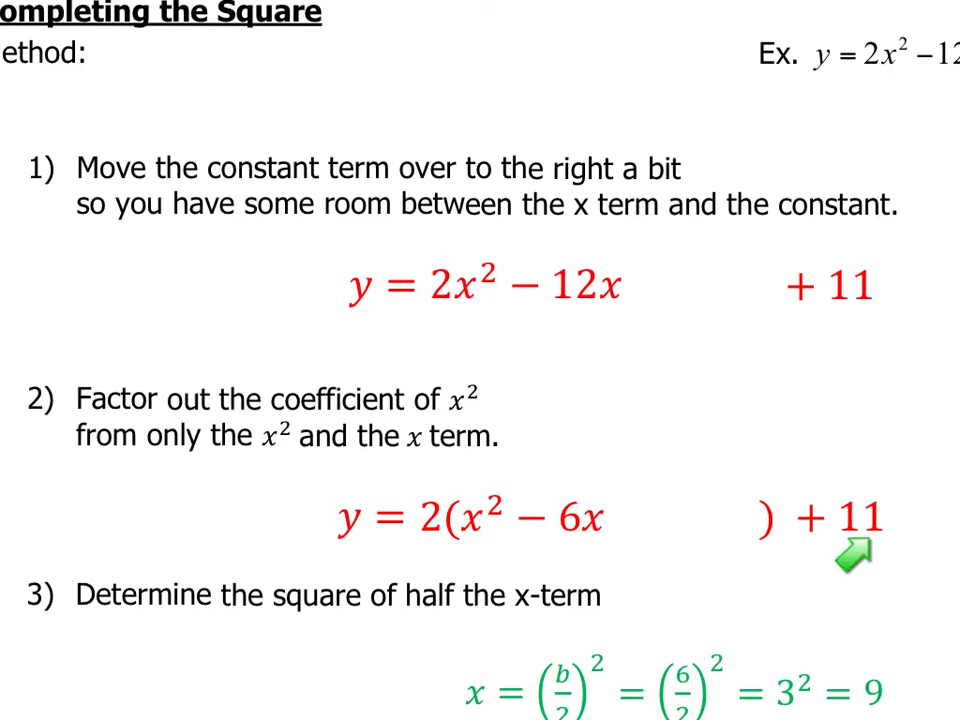 ompleting the Square
ethod:
Ex. y = 2x² − 12
1) Move the constant term over to the right a bit
so you have some room between the x term and the constant.
y = 2x² − 12x + 11
2) Factor out the coefficient of x²
from only the x² and the x term.
y = 2(x² − 6x ) + 11
3) Determine the square of half the x-term
x = (b/2)² = (6/2)² = 3² = 9